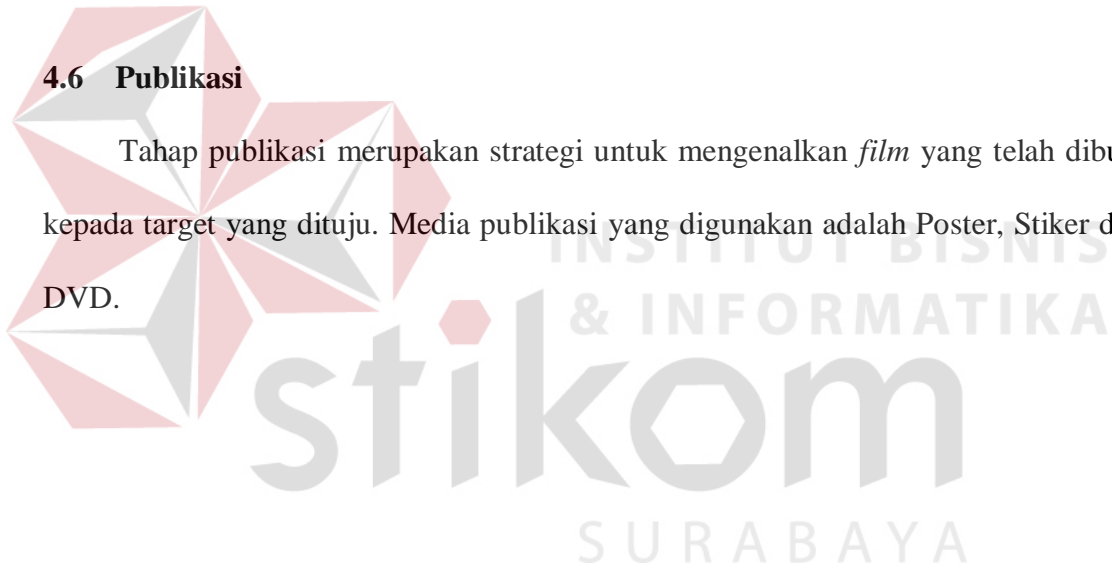 4.6 Publikasi
Tahap publikasi merupakan strategi untuk mengenalkan film yang telah dibu
kepada target yang dituju. Media publikasi yang digunakan adalah Poster, Stiker d
DVD.
INSTITUT BISNIS
& INFORMATIKA
stikom
SURABAYA